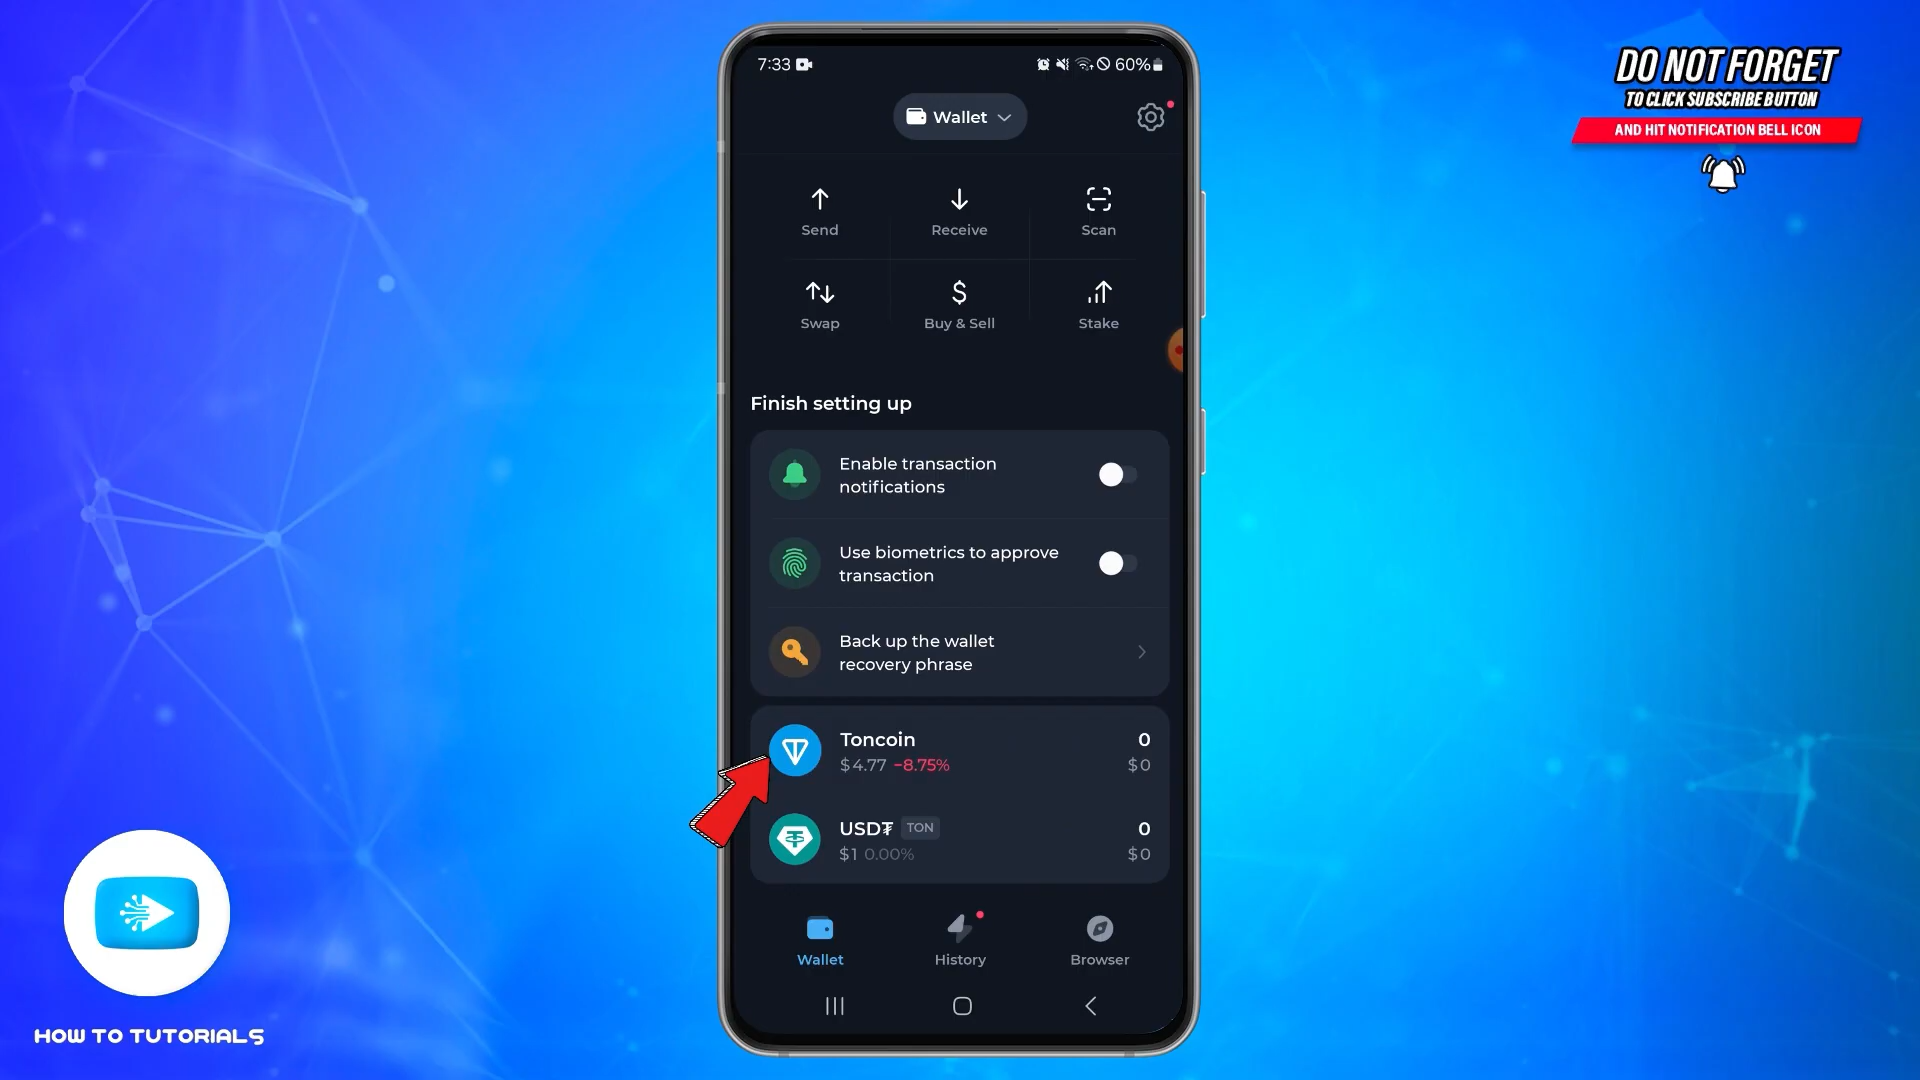 DO NOT FORGET
TO CLICK SUBSCRIBE BUTTON
AND HIT NOTIFICATION BELL ICON
7:33
60%
Wallet
Send
Receive
Scan
Swap
Buy & Sell
Stake
Finish setting up
Enable transaction
notifications
Use biometrics to approve
transaction
Back up the wallet
recovery phrase
Toncoin
0
$4.77 −8.75%
$0
USD₮ TON
0
$1 0.00%
$0
Wallet
History
Browser
HOW TO TUTORIALS